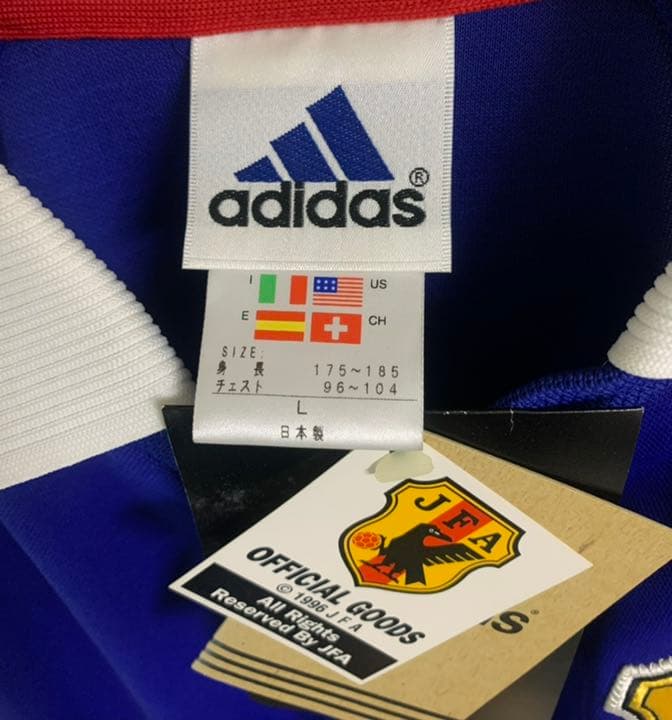 adidas®
I US
E CH
SIZE:
身 長 175~185
チェスト 96~104
L
日本製
JFA
OFFICIAL GOODS
© 1996 JFA
All Rights
Reserved By JFA